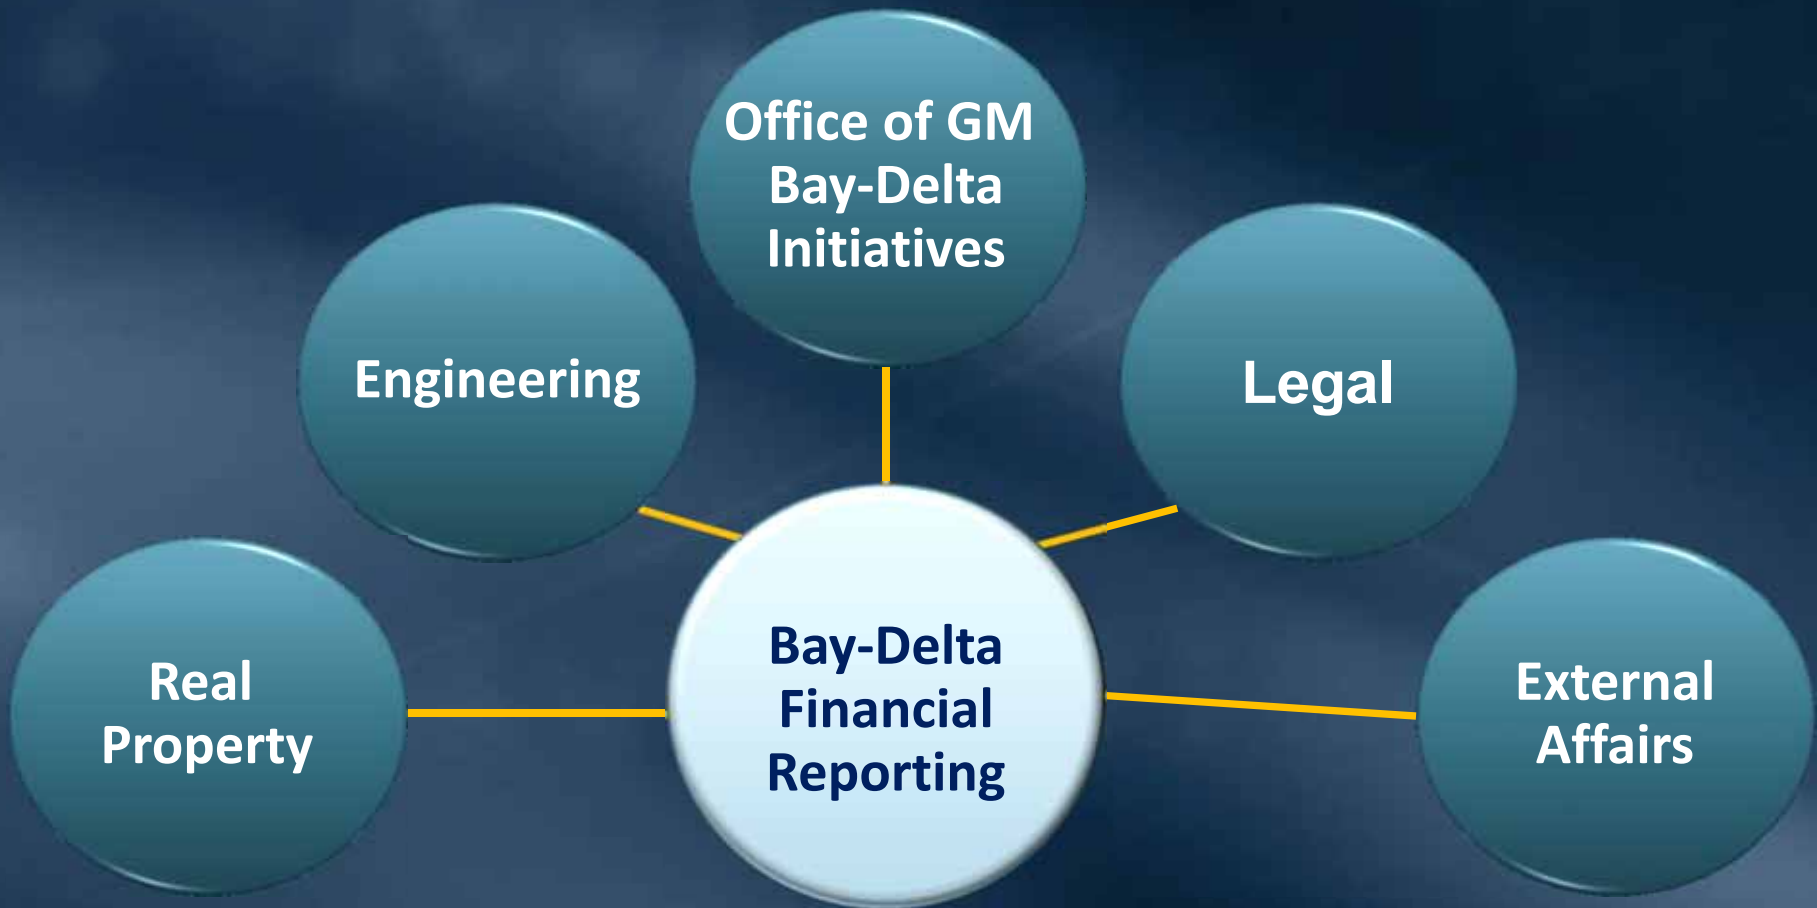 Office of GM
Bay-Delta
Initiatives
Engineering
Legal
Real
Property
Bay-Delta
Financial
Reporting
External
Affairs